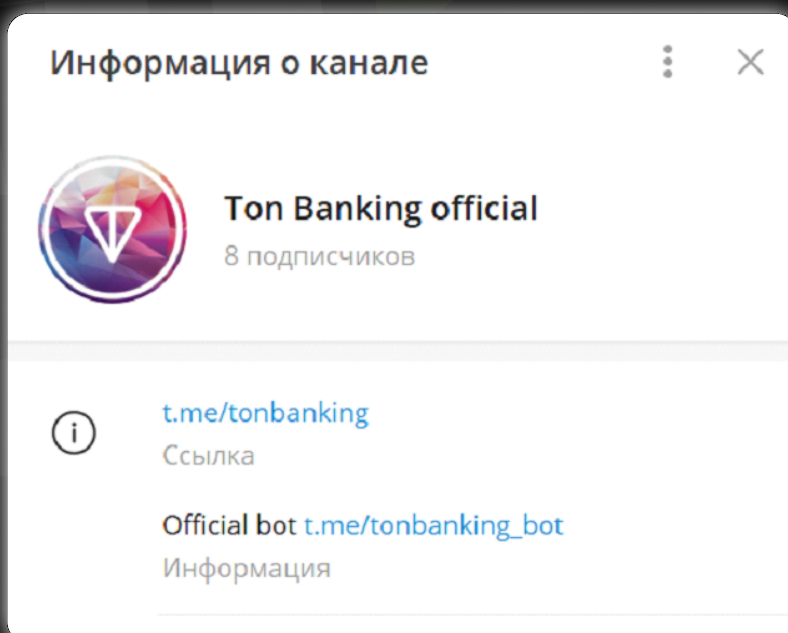 Информация о канале
Ton Banking official
8 подписчиков
t.me/tonbanking
Ссылка
Official bot t.me/tonbanking_bot
Информация